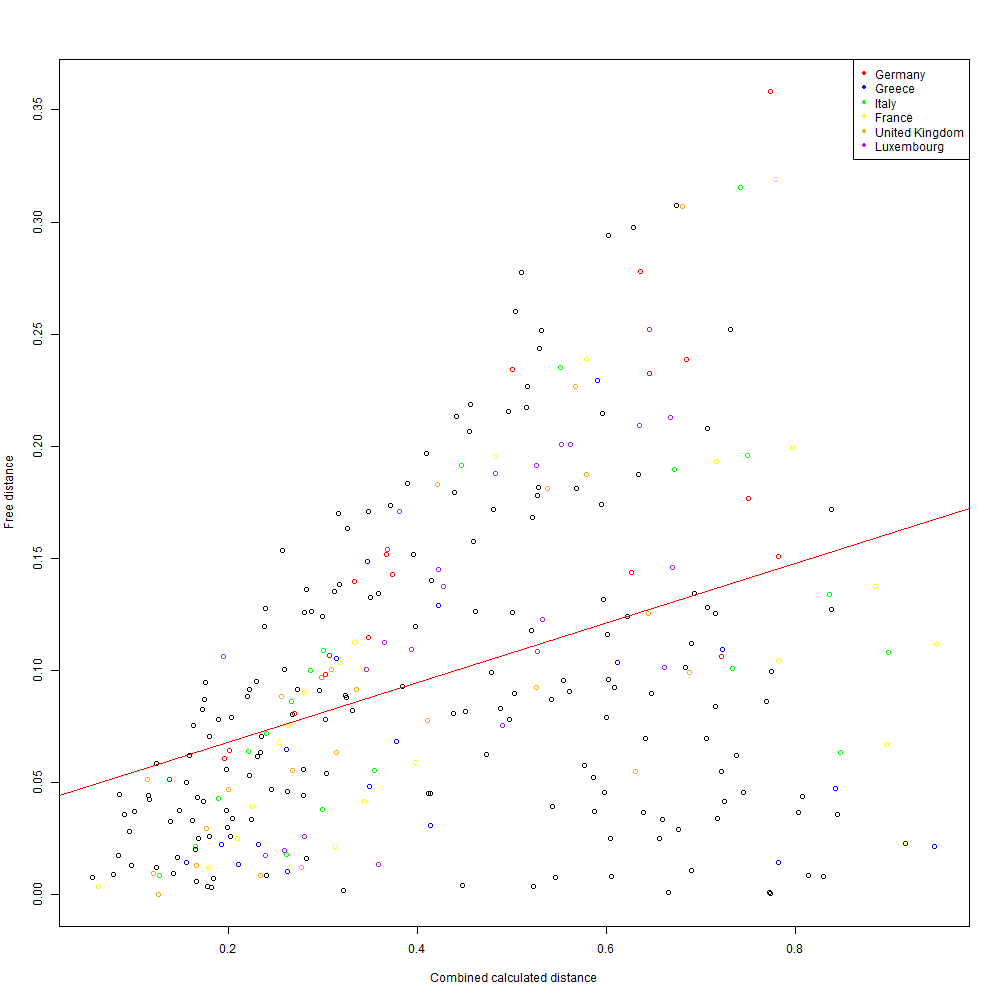 Germany
Greece
Italy
France
United Kingdom
Luxembourg
0.35
0.30
0.25
0.20
0.15
0.10
0.05
0.00
Free distance
0.2 0.4 0.6 0.8
Combined calculated distance